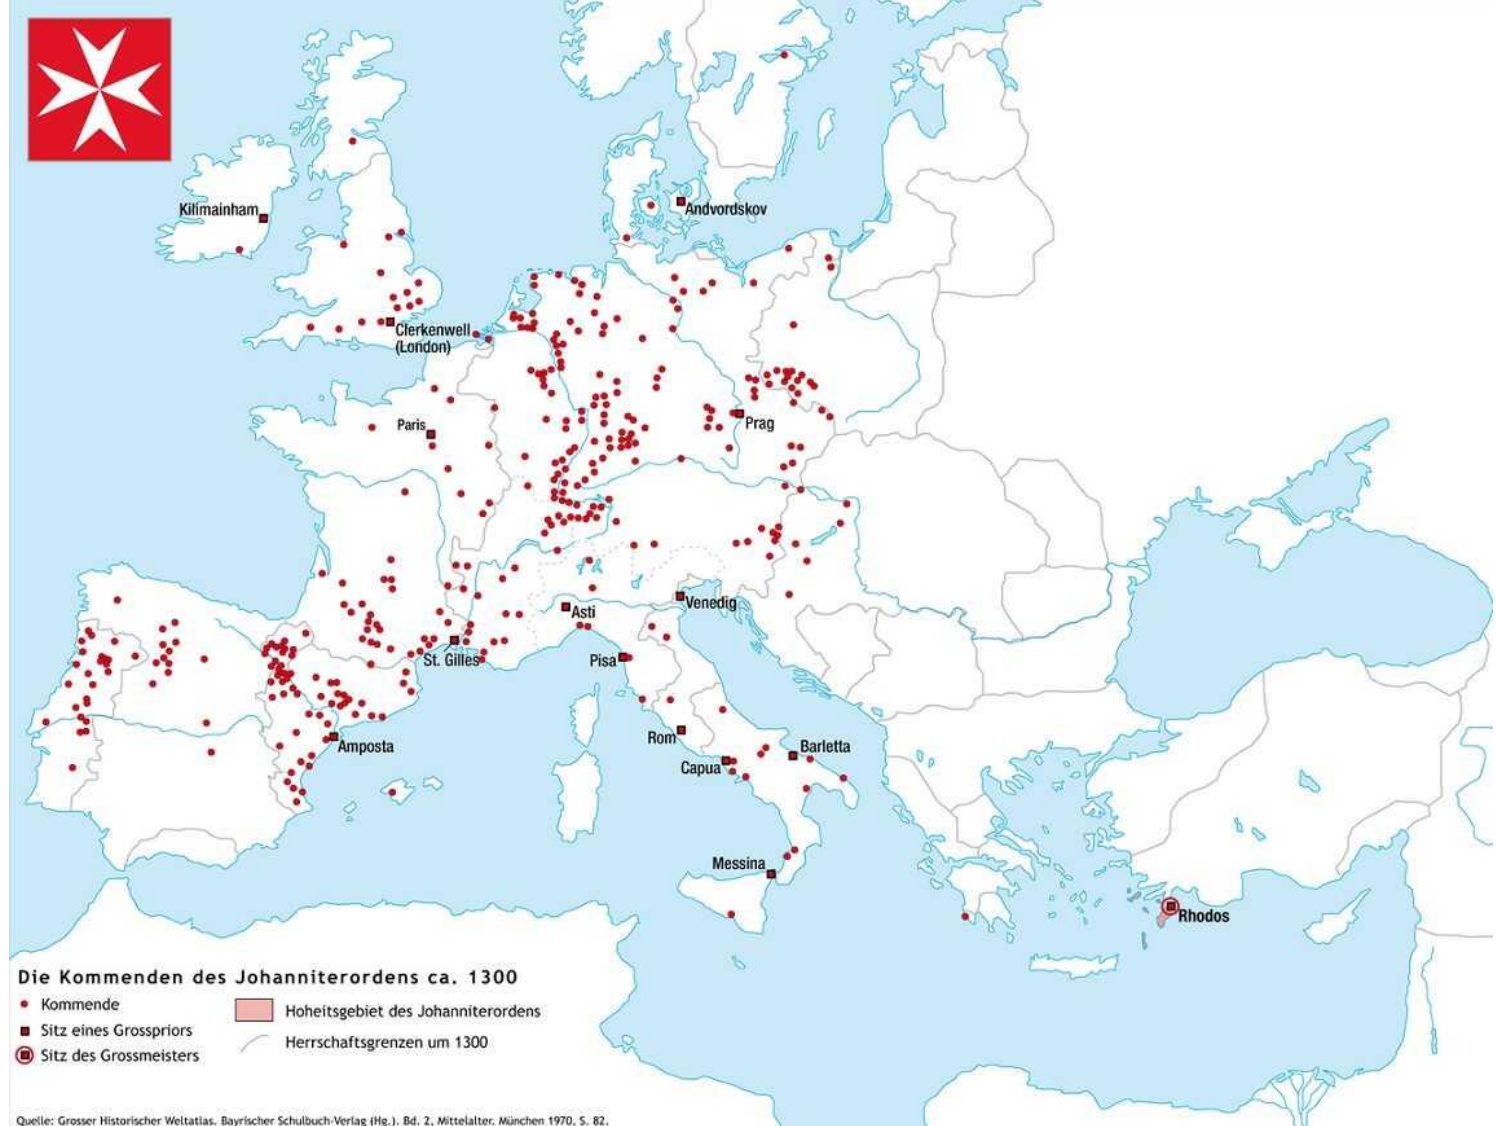 Kilimainham
Andvordskov
Clerkenwell
(London)
Paris
Prag
Asti
Venedig
St. Gilles
Pisa
Amposta
Rom
Capua
Barletta
Messina
Rhodos
Die Kommenden des Johanniterordens ca. 1300
Kommende
Sitz eines Grosspriors
Sitz des Grossmeisters
Hoheitsgebiet des Johanniterordens
Herrschaftsgrenzen um 1300
Quelle: Grosser Historischer Weltatlas. Bayrischer Schulbuch-Verlag (Hg.). Bd. 2, Mittelalter. München 1970, S. 82.